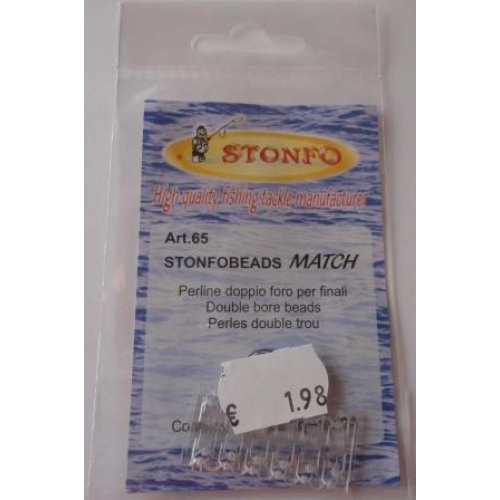 STONFO
High quality fishing tackle manufacturer
Art.65
STONFOBEADS MATCH
Perline doppio foro per finali
Double bore beads
Perles double trou
€ 1.98